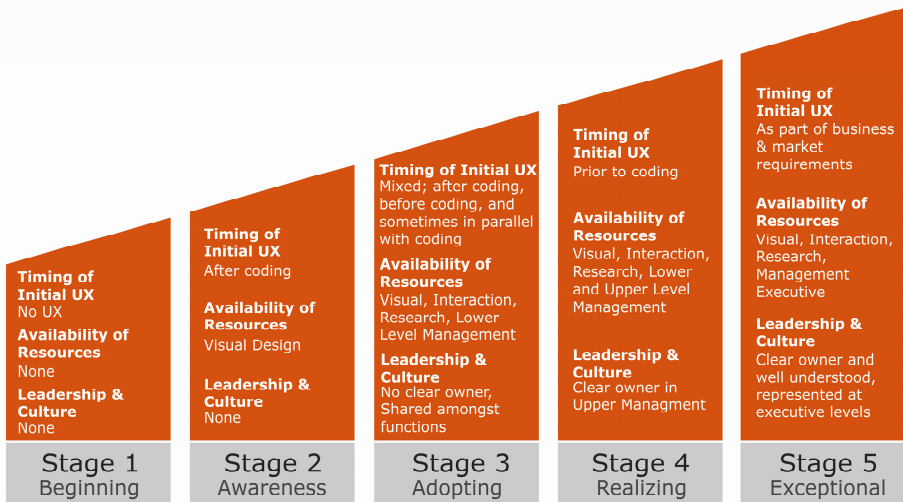 Timing of
Initial UX
No UX
Availability of
Resources
None
Leadership &
Culture
None
Stage 1
Beginning
Timing of
Initial UX
After coding
Availability of
Resources
Visual Design
Leadership &
Culture
None
Stage 2
Awareness
Timing of Initial UX
Mixed; after coding,
before coding, and
sometimes in parallel
with coding
Availability of
Resources
Visual, Interaction,
Research, Lower
Level Management
Leadership &
Culture
No clear owner,
Shared amongst
functions
Stage 3
Adopting
Timing of
Initial UX
Prior to coding
Availability of
Resources
Visual, Interaction,
Research, Lower
and Upper Level
Management
Leadership &
Culture
Clear owner in
Upper Managment
Stage 4
Realizing
Timing of
Initial UX
As part of business
& market
requirements
Availability of
Resources
Visual, Interaction,
Research,
Management
Executive
Leadership &
Culture
Clear owner and
well understood,
represented at
executive levels
Stage 5
Exceptional